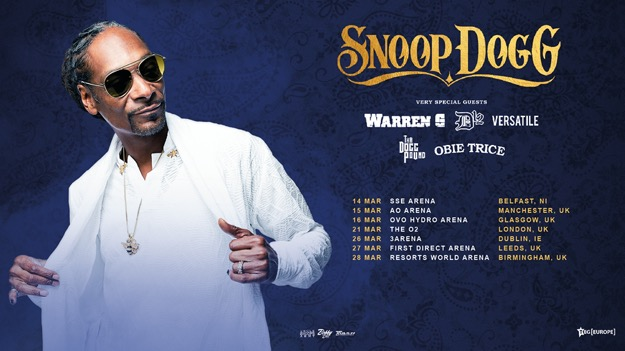 SNOOP DOGG
VERY SPECIAL GUESTS
WARREN G D12 VERSATILE
THA DOGG POUND OBIE TRICE
14 MAR SSE ARENA BELFAST, NI
15 MAR AO ARENA MANCHESTER, UK
16 MAR OVO HYDRO ARENA GLASGOW, UK
21 MAR THE O2 LONDON, UK
26 MAR 3ARENA DUBLIN, IE
27 MAR FIRST DIRECT ARENA LEEDS, UK
28 MAR RESORTS WORLD ARENA BIRMINGHAM, UK
[EUROPE]